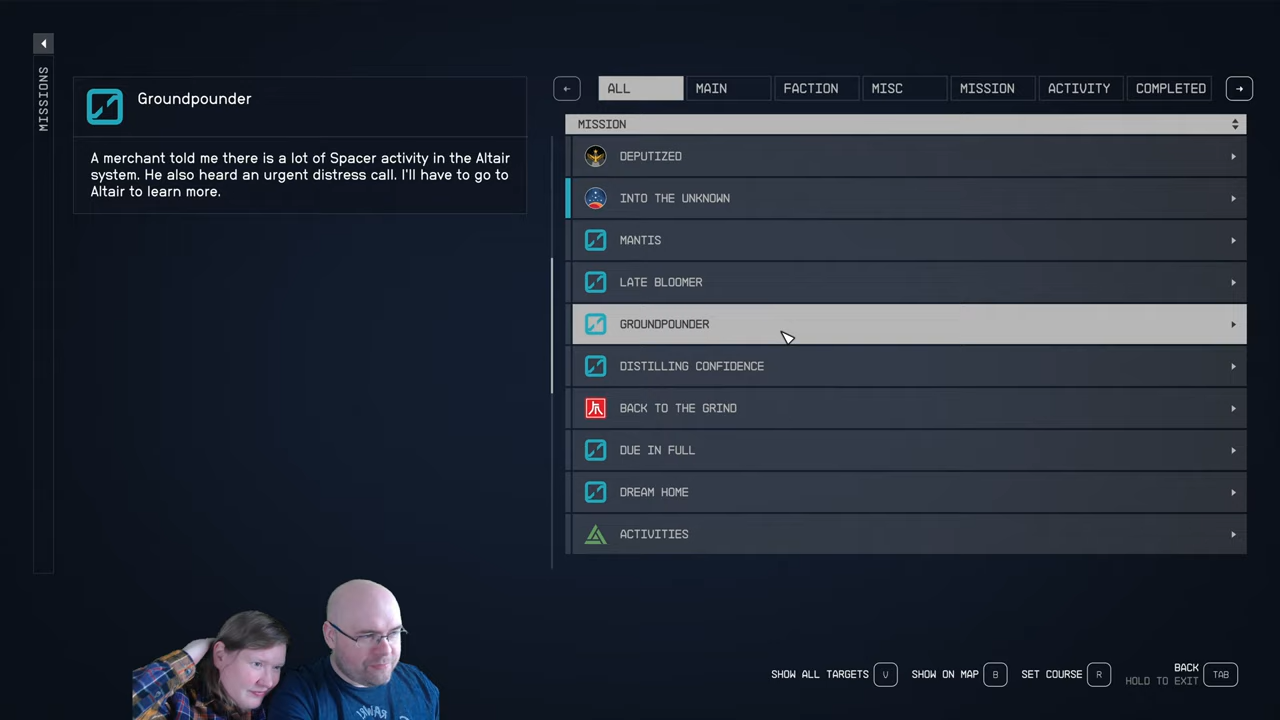 MISSIONS
Groundpounder
A merchant told me there is a lot of Spacer activity in the Altair
system. He also heard an urgent distress call. I'll have to go to
Altair to learn more.
ALL MAIN FACTION MISC MISSION ACTIVITY COMPLETED
MISSION
DEPUTIZED
INTO THE UNKNOWN
MANTIS
LATE BLOOMER
GROUNDPOUNDER
DISTILLING CONFIDENCE
BACK TO THE GRIND
DUE IN FULL
DREAM HOME
ACTIVITIES
SHOW ALL TARGETS V SHOW ON MAP B SET COURSE R BACK TAB
HOLD TO EXIT